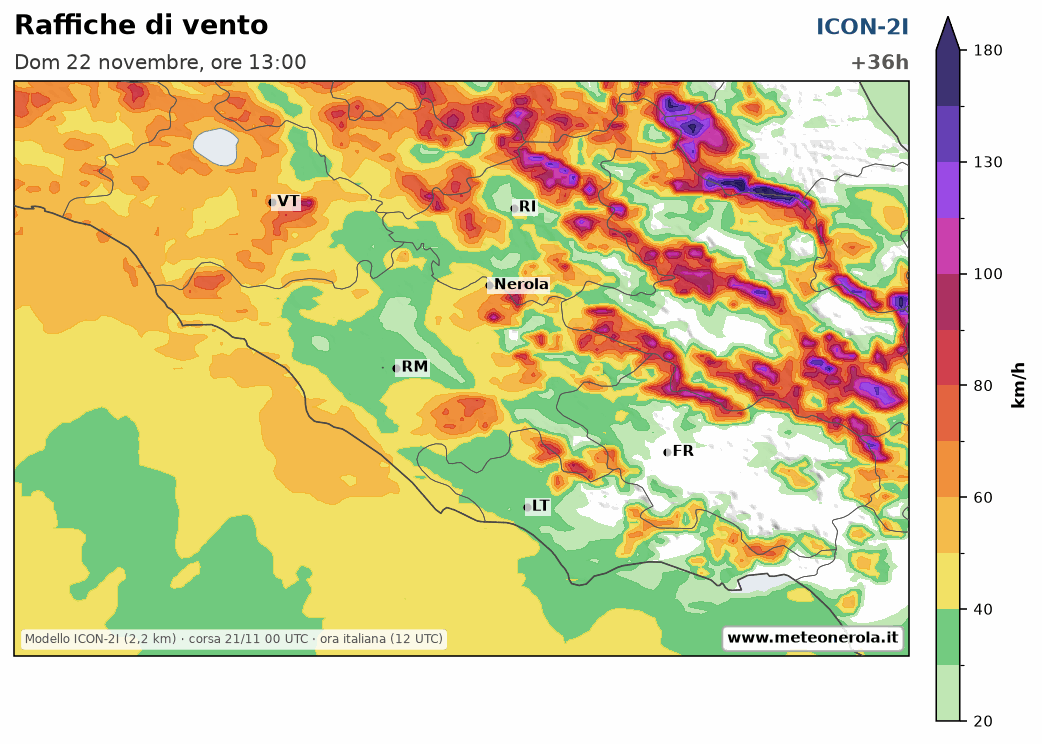 Raffiche di vento
ICON-2I
Dom 22 novembre, ore 13:00
+36h
180
130
100
80
60
40
20
km/h
VT
RI
Nerola
RM
FR
LT
Modello ICON-2I (2,2 km) · corsa 21/11 00 UTC · ora italiana (12 UTC)
www.meteonerola.it